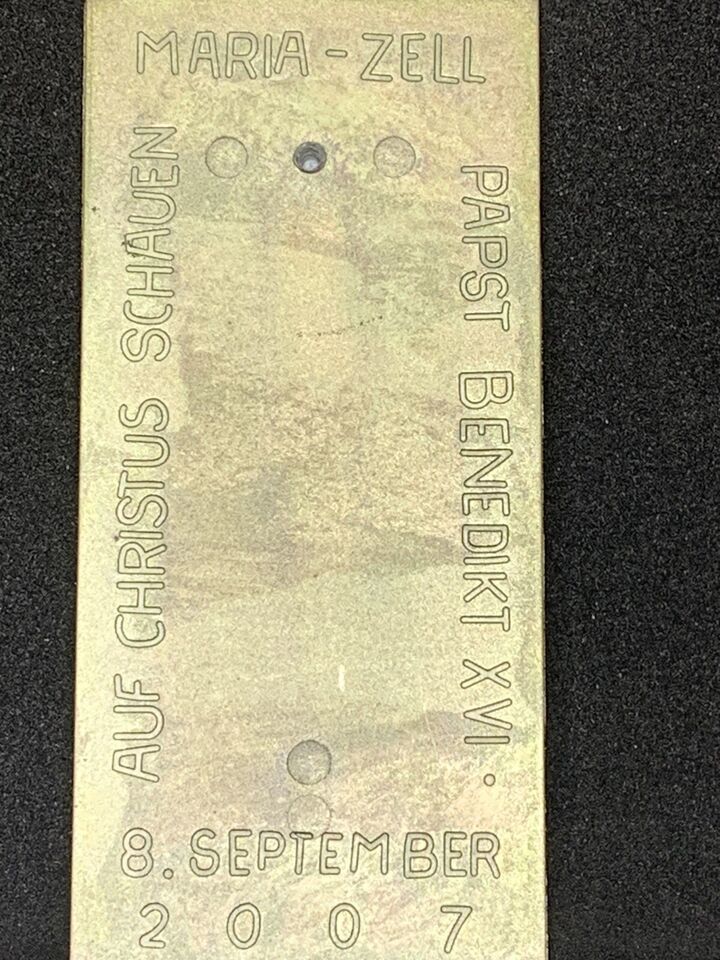 MARIA-ZELL
AUF CHRISTUS SCHAUEN
PAPST BENEDIKT XVI.
8. SEPTEMBER
2007